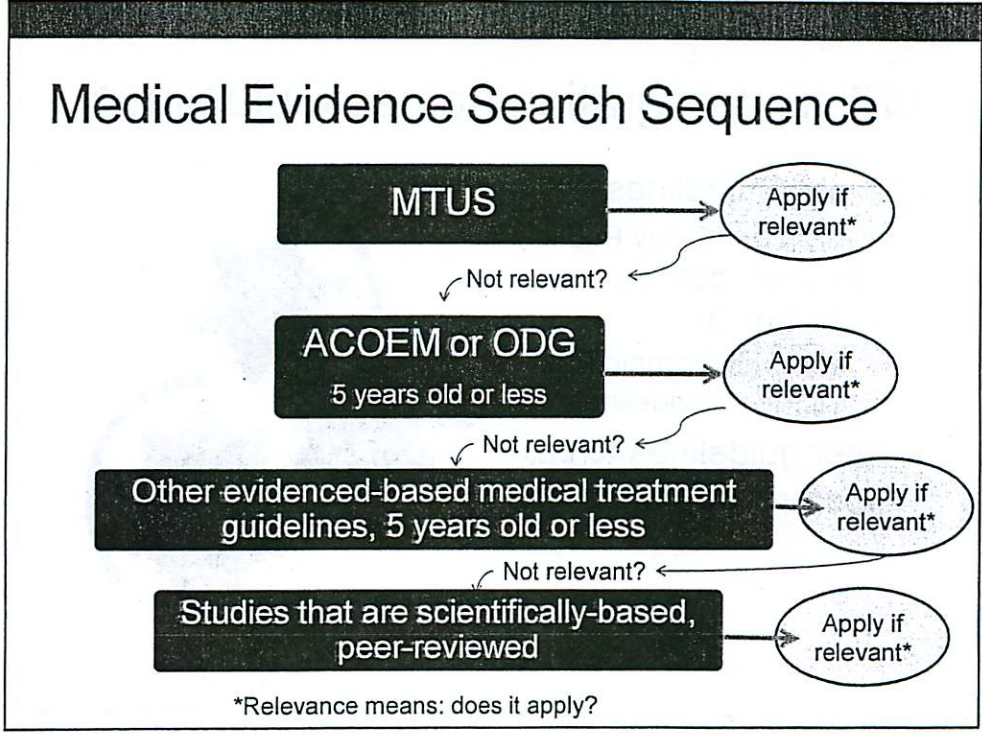 Medical Evidence Search Sequence
MTUS
Apply if
relevant*
Not relevant?
ACOEM or ODG
5 years old or less
Apply if
relevant*
Not relevant?
Other evidenced-based medical treatment
guidelines, 5 years old or less
Apply if
relevant*
Not relevant?
Studies that are scientifically-based,
peer-reviewed
Apply if
relevant*
*Relevance means: does it apply?